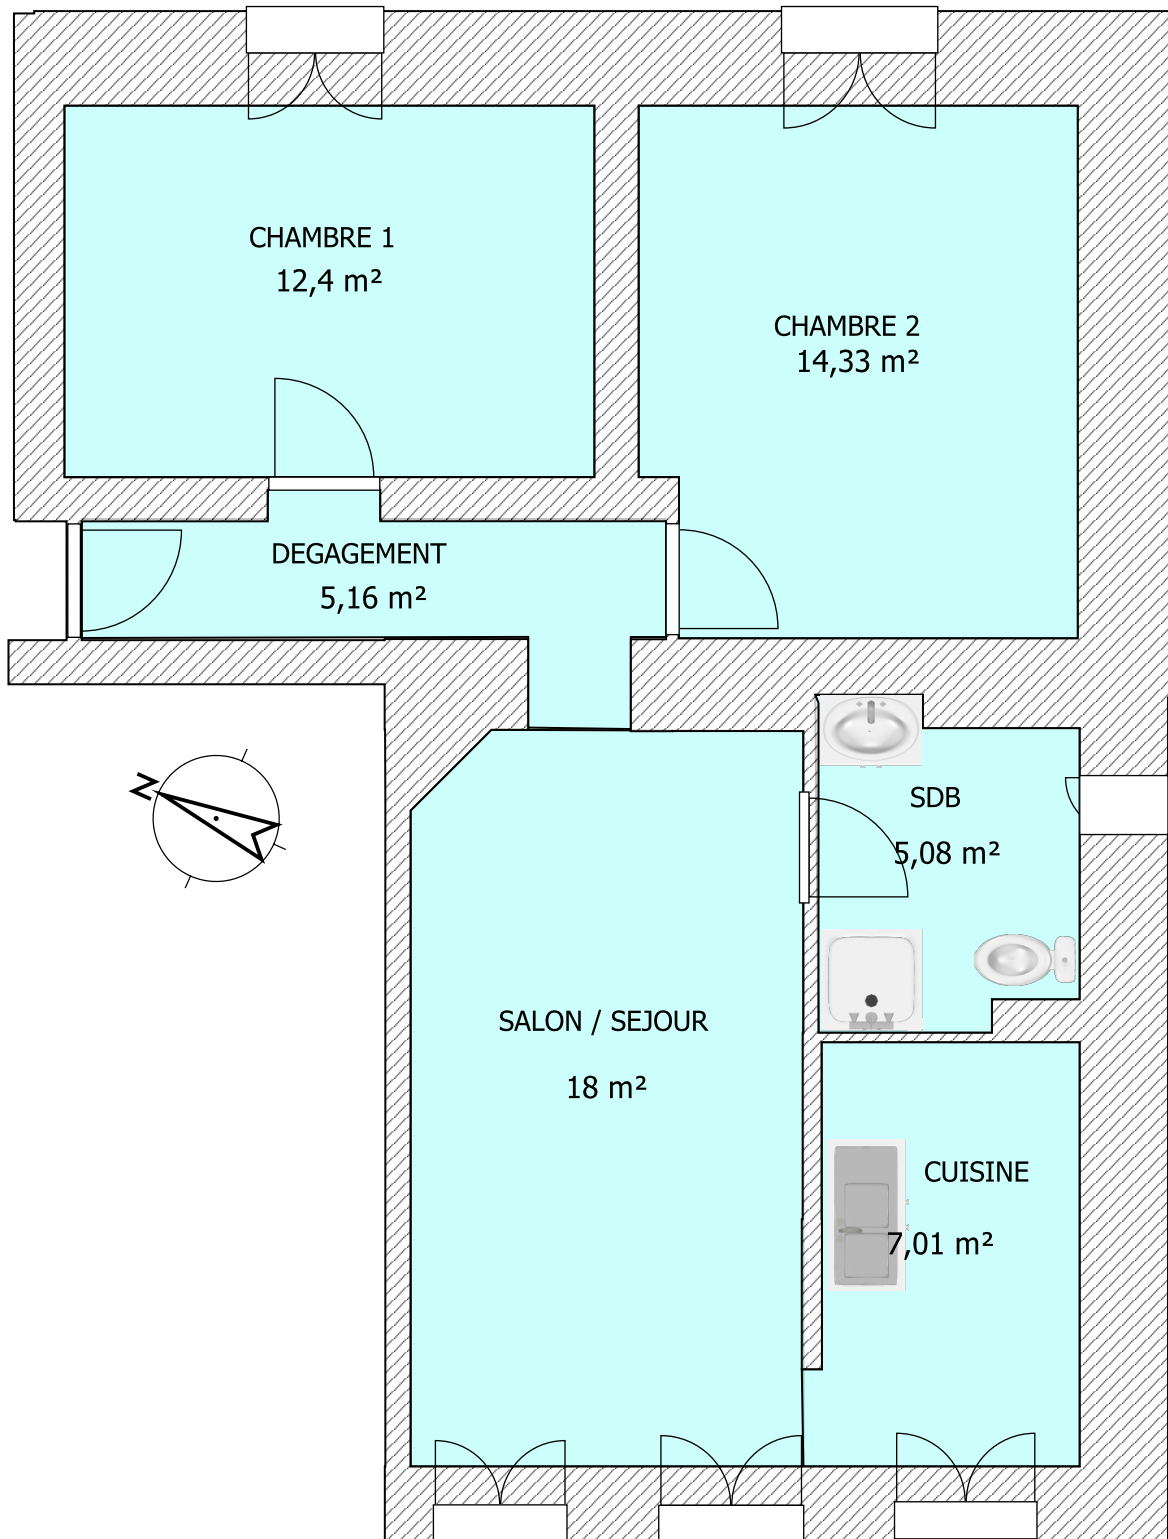 CHAMBRE 1
12,4 m²
CHAMBRE 2
14,33 m²
DEGAGEMENT
5,16 m²
N
SDB
5,08 m²
SALON / SEJOUR
18 m²
CUISINE
7,01 m²